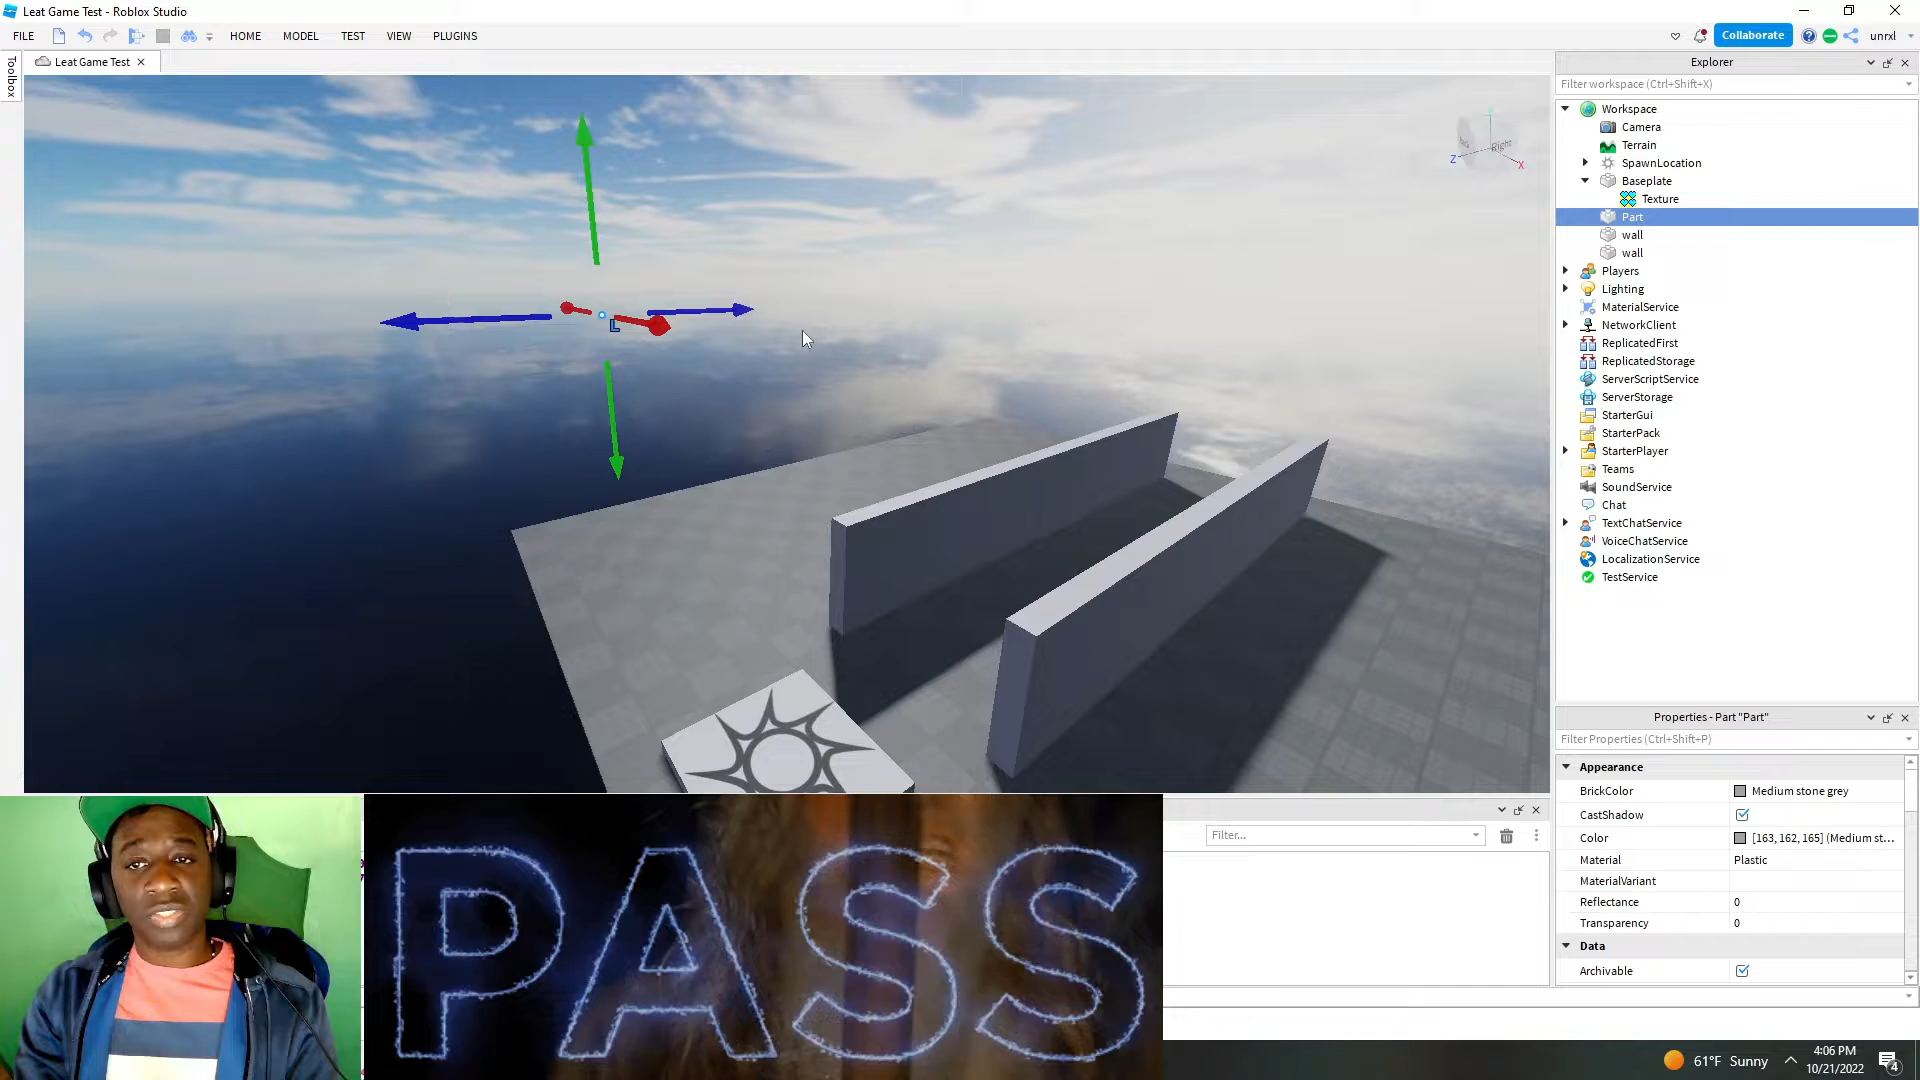 Leat Game Test - Roblox Studio
FILE HOME MODEL TEST VIEW PLUGINS Collaborate unrxl
Toolbox
Leat Game Test
Explorer
Filter workspace (Ctrl+Shift+X)
Workspace
Camera
Terrain
SpawnLocation
Baseplate
Texture
Part
wall
wall
Players
Lighting
MaterialService
NetworkClient
ReplicatedFirst
ReplicatedStorage
ServerScriptService
ServerStorage
StarterGui
StarterPack
StarterPlayer
Teams
SoundService
Chat
TextChatService
VoiceChatService
LocalizationService
TestService
Right
Z X
L
Properties - Part "Part"
Filter Properties (Ctrl+Shift+P)
Appearance
BrickColor Medium stone grey
CastShadow
Color [163, 162, 165] (Medium st...
Material Plastic
MaterialVariant
Reflectance 0
Transparency 0
Data
Archivable
Filter...
PASS
61°F Sunny
4:06 PM
10/21/2022
4